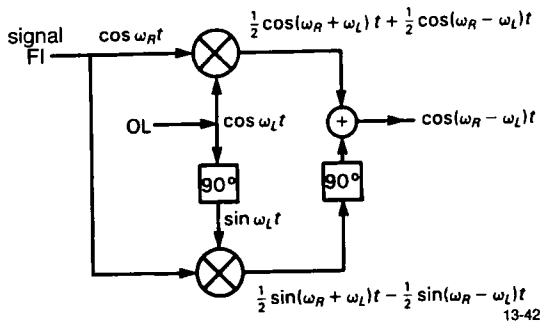 signal
FI
cos ω_R t
½ cos(ω_R + ω_L) t + ½ cos(ω_R − ω_L) t
OL
cos ω_L t
+
cos(ω_R − ω_L) t
90°
90°
sin ω_L t
½ sin(ω_R + ω_L) t − ½ sin(ω_R − ω_L) t
13-42